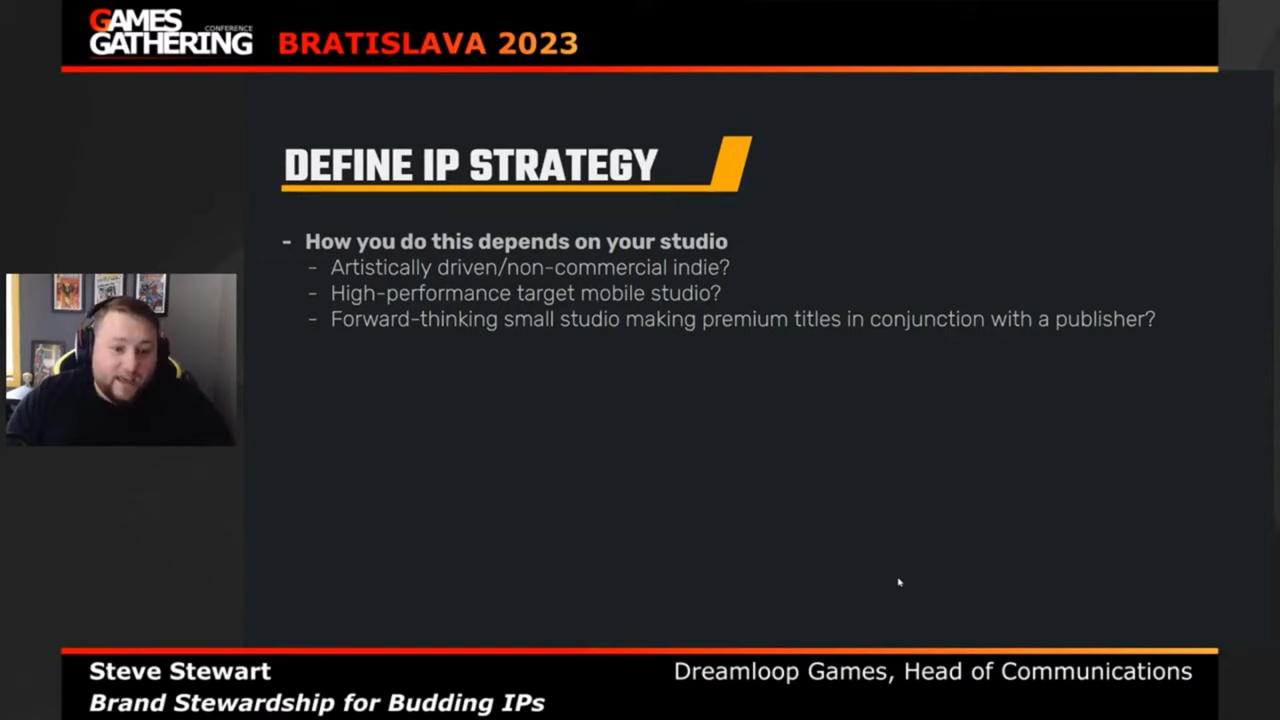 GAMES
CONFERENCE
GATHERING
BRATISLAVA 2023
DEFINE IP STRATEGY
- How you do this depends on your studio
- Artistically driven/non-commercial indie?
- High-performance target mobile studio?
- Forward-thinking small studio making premium titles in conjunction with a publisher?
Steve Stewart
Dreamloop Games, Head of Communications
Brand Stewardship for Budding IPs